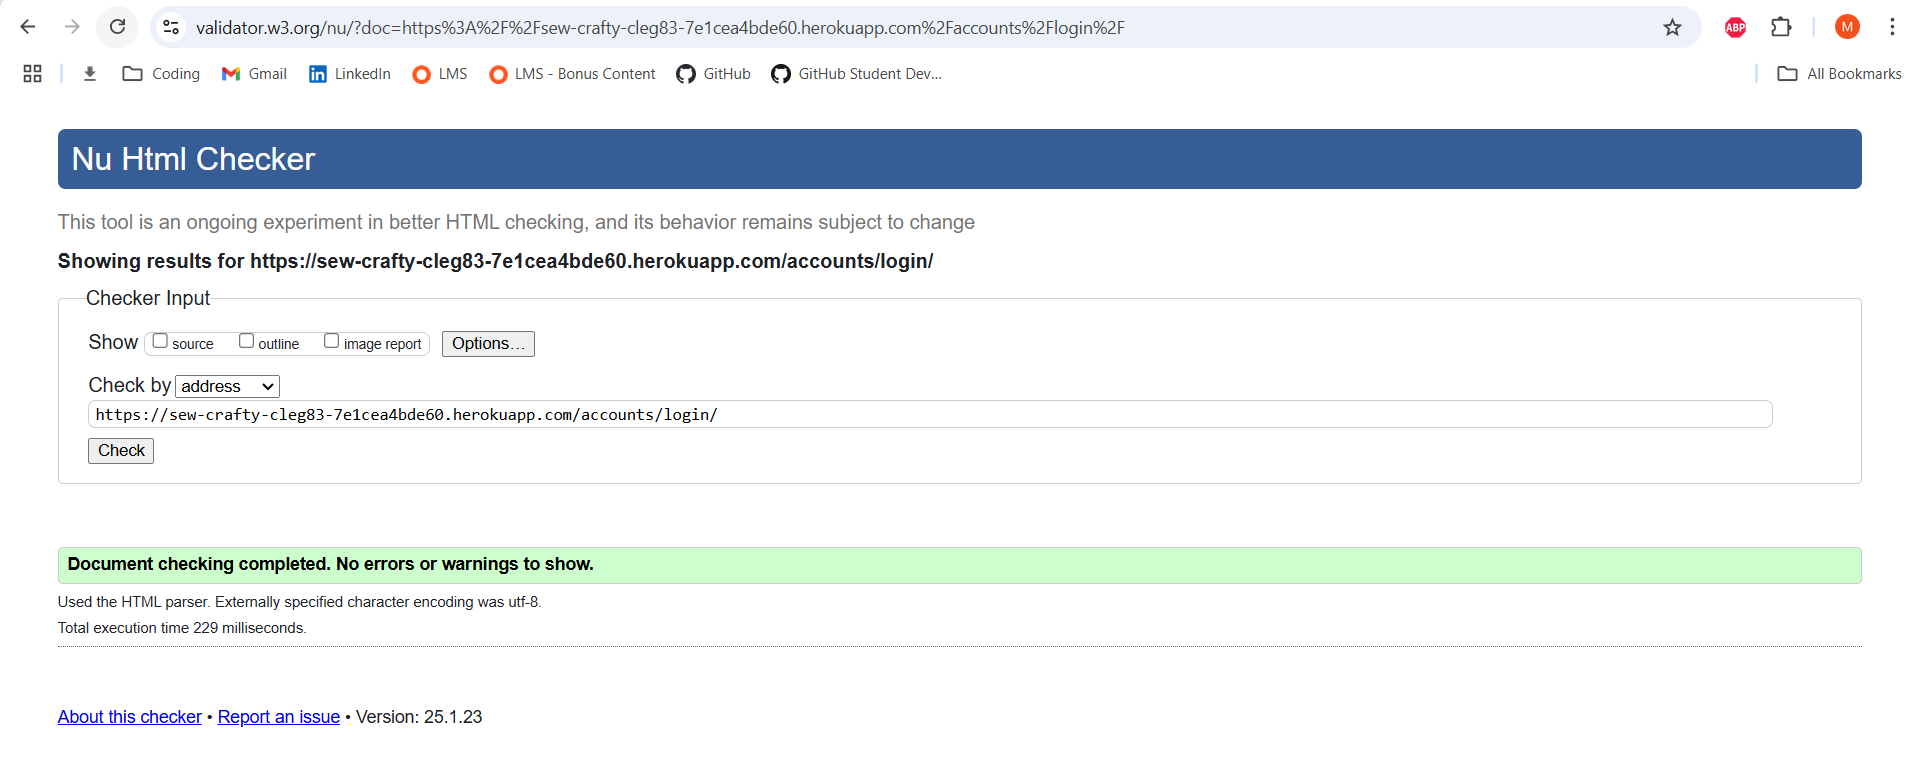 validator.w3.org/nu/?doc=https%3A%2F%2Fsew-crafty-cleg83-7e1cea4bde60.herokuapp.com%2Faccounts%2Flogin%2F
ABP
M
Coding Gmail LinkedIn LMS LMS - Bonus Content GitHub GitHub Student Dev... All Bookmarks
Nu Html Checker
This tool is an ongoing experiment in better HTML checking, and its behavior remains subject to change
Showing results for https://sew-crafty-cleg83-7e1cea4bde60.herokuapp.com/accounts/login/
Checker Input
Show source outline image report Options...
Check by address
https://sew-crafty-cleg83-7e1cea4bde60.herokuapp.com/accounts/login/
Check
Document checking completed. No errors or warnings to show.
Used the HTML parser. Externally specified character encoding was utf-8.
Total execution time 229 milliseconds.
About this checker • Report an issue • Version: 25.1.23